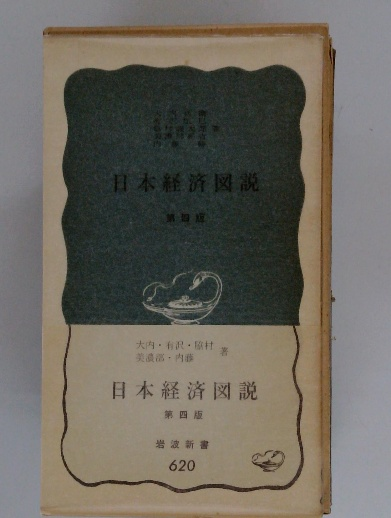 日本経済図説
第四版
大内・有沢・脇村
美濃部・内藤
著
日本経済図説
第四版
岩波新書
620